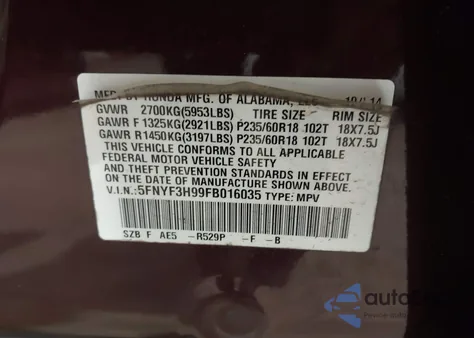 MFD. BY HONDA MFG. OF ALABAMA, LLC 10/14
GVWR 2700KG(5953LBS) TIRE SIZE RIM SIZE
GAWR F 1325KG(2921LBS) P235/60R18 102T 18X7.5J
GAWR R1450KG(3197LBS) P235/60R18 102T 18X7.5J
THIS VEHICLE CONFORMS TO ALL APPLICABLE
FEDERAL MOTOR VEHICLE SAFETY
AND THEFT PREVENTION STANDARDS IN EFFECT
ON THE DATE OF MANUFACTURE SHOWN ABOVE.
V.I.N.:5FNYF3H99FB016035 TYPE: MPV
SZB F AE5 -R529P -F -B